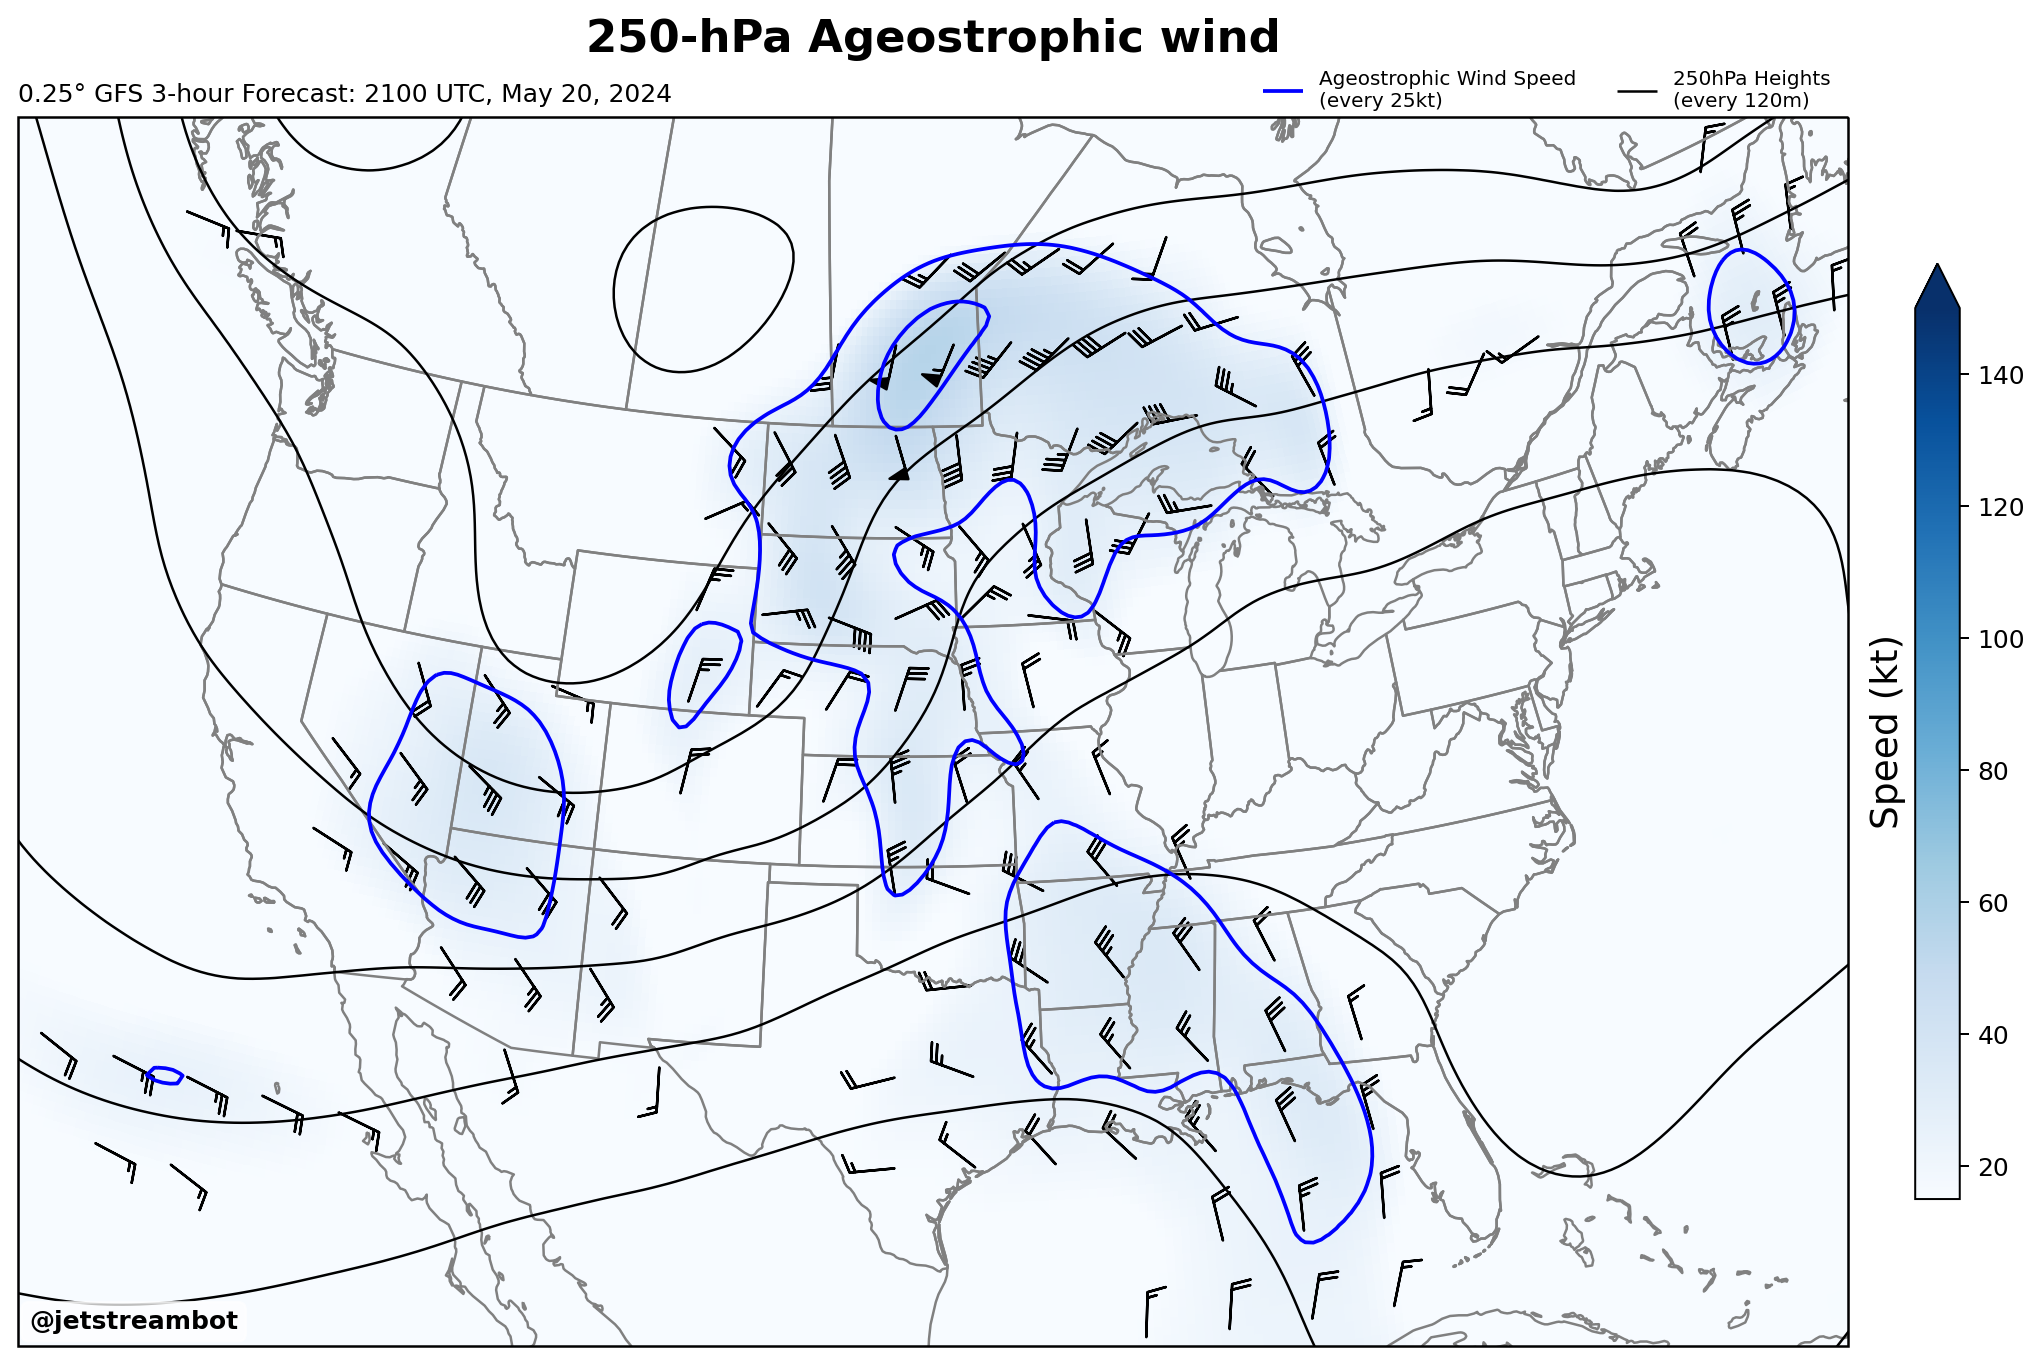 250-hPa Ageostrophic wind
0.25° GFS 3-hour Forecast: 2100 UTC, May 20, 2024
Ageostrophic Wind Speed
(every 25kt)
250hPa Heights
(every 120m)
140
120
100
80
60
40
20
Speed (kt)
@jetstreambot